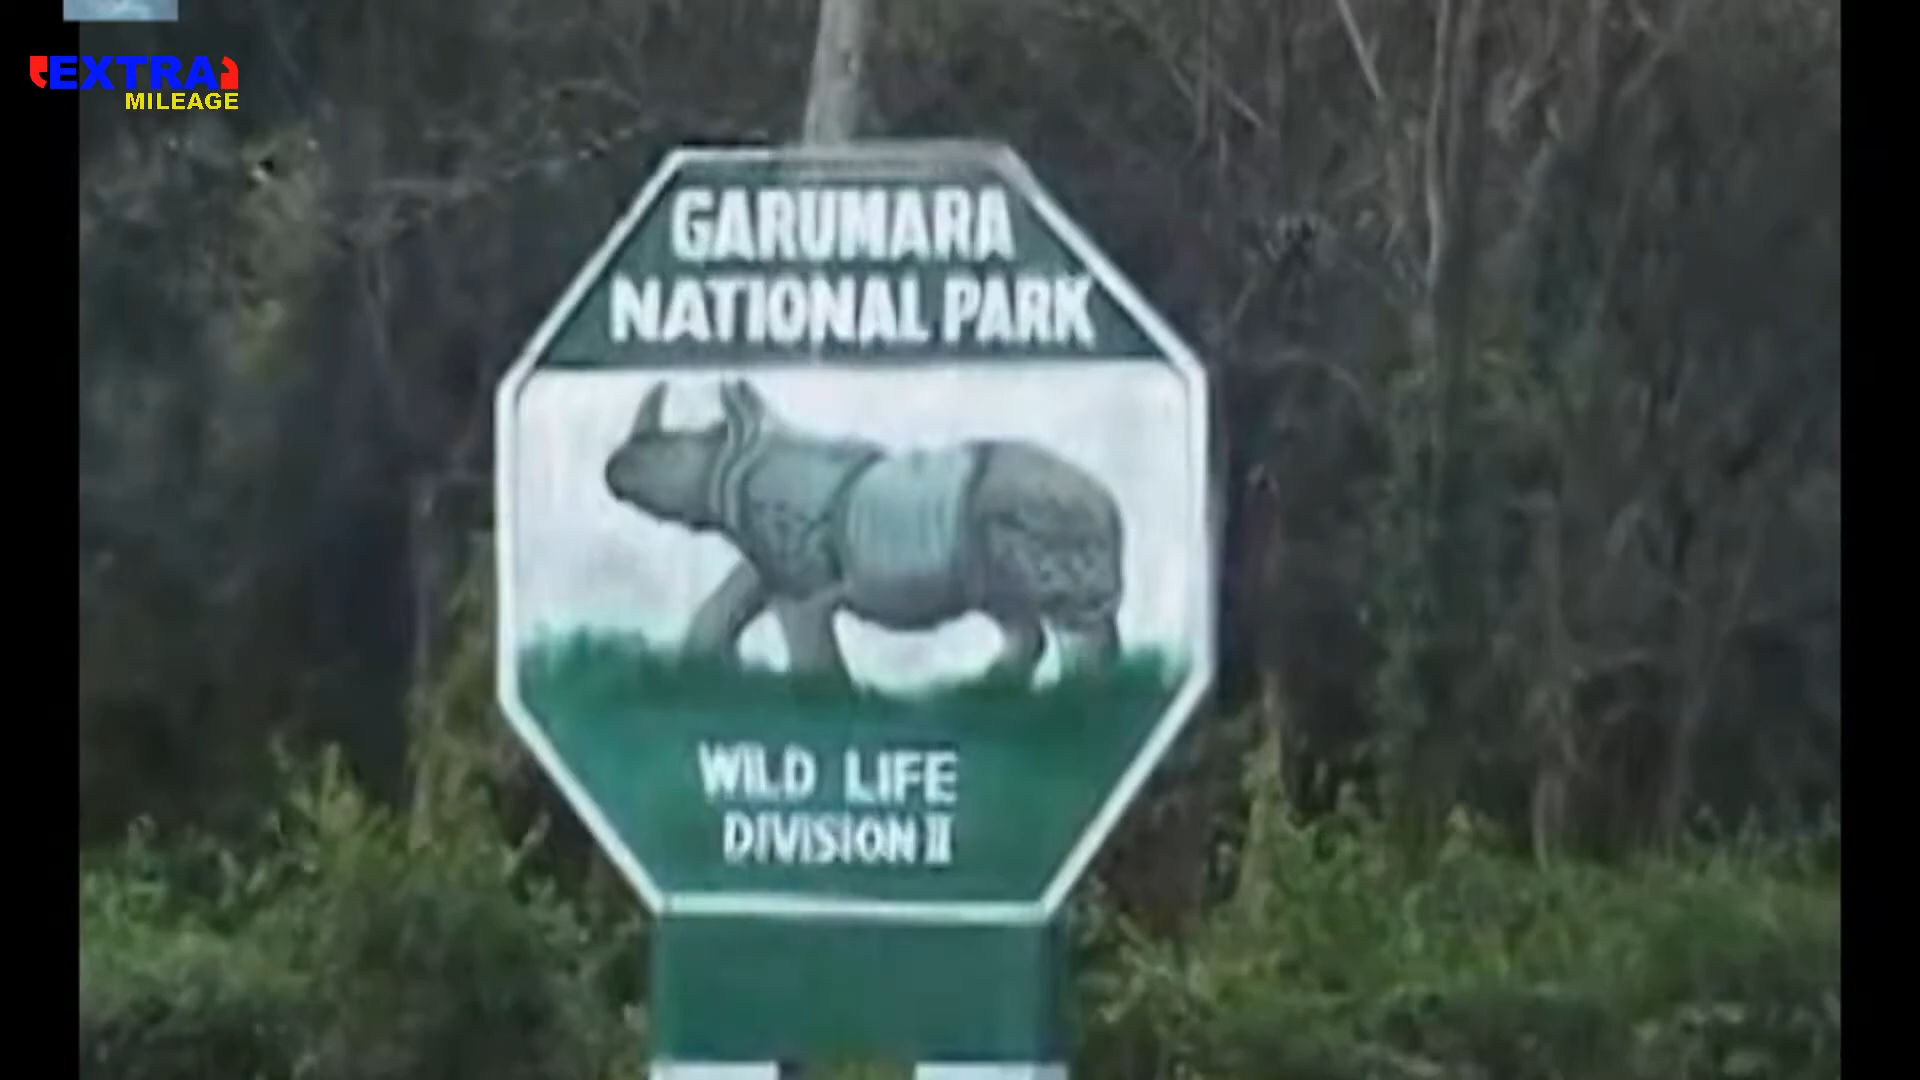 EXTRA
MILEAGE
GARUMARA
NATIONAL PARK
WILD LIFE
DIVISION II